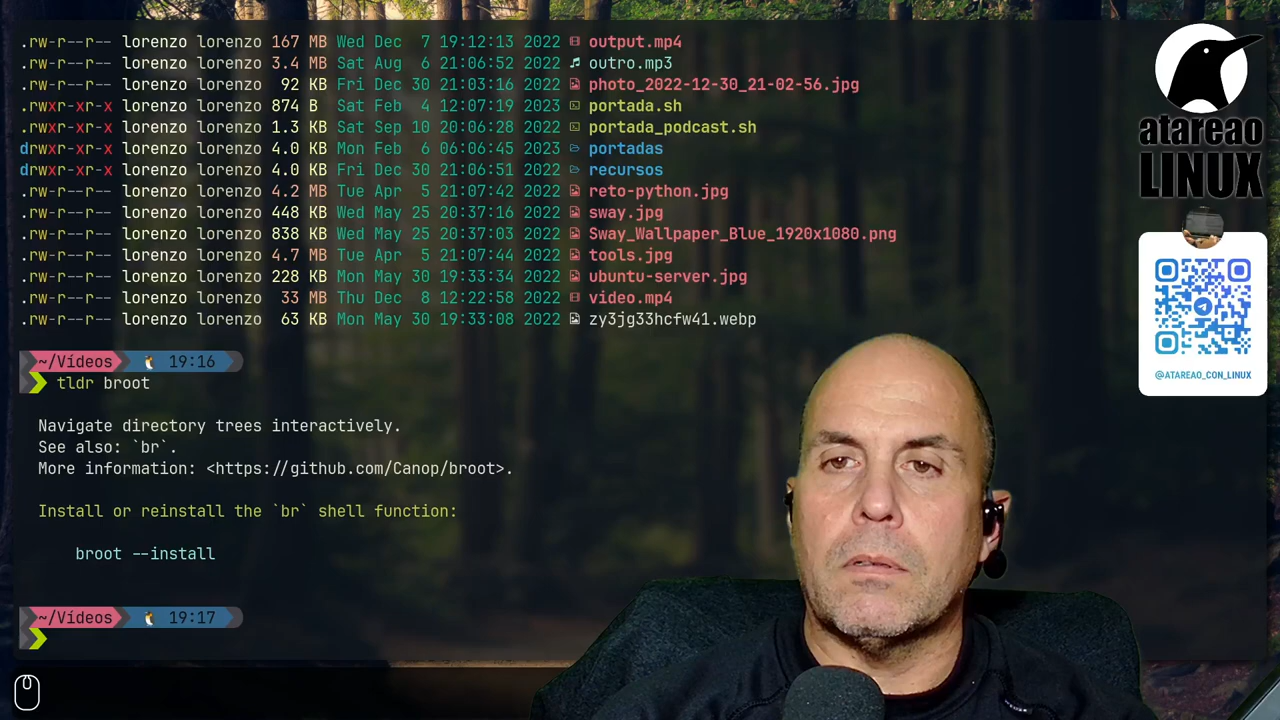 .rw-r--r-- lorenzo lorenzo 167 MB Wed Dec  7 19:12:13 2022 output.mp4
.rw-r--r-- lorenzo lorenzo 3.4 MB Sat Aug  6 21:06:52 2022 outro.mp3
.rw-r--r-- lorenzo lorenzo  92 KB Fri Dec 30 21:03:16 2022 photo_2022-12-30_21-02-56.jpg
.rwxr-xr-x lorenzo lorenzo 874 B  Sat Feb  4 12:07:19 2023 portada.sh
.rwxr-xr-x lorenzo lorenzo 1.3 KB Sat Sep 10 20:06:28 2022 portada_podcast.sh
drwxr-xr-x lorenzo lorenzo 4.0 KB Mon Feb  6 06:06:45 2023 portadas
drwxr-xr-x lorenzo lorenzo 4.0 KB Fri Dec 30 21:06:51 2022 recursos
.rw-r--r-- lorenzo lorenzo 4.2 MB Tue Apr  5 21:07:42 2022 reto-python.jpg
.rw-r--r-- lorenzo lorenzo 448 KB Wed May 25 20:37:16 2022 sway.jpg
.rw-r--r-- lorenzo lorenzo 838 KB Wed May 25 20:37:03 2022 Sway_Wallpaper_Blue_1920x1080.png
.rw-r--r-- lorenzo lorenzo 4.7 MB Tue Apr  5 21:07:44 2022 tools.jpg
.rw-r--r-- lorenzo lorenzo 228 KB Mon May 30 19:33:34 2022 ubuntu-server.jpg
.rw-r--r-- lorenzo lorenzo  33 MB Thu Dec  8 12:22:58 2022 video.mp4
.rw-r--r-- lorenzo lorenzo  63 KB Mon May 30 19:33:08 2022 zy3jg33hcfw41.webp
~/Vídeos 19:16
tldr broot
Navigate directory trees interactively.
See also: `br`.
More information: <https://github.com/Canop/broot>.
Install or reinstall the `br` shell function:
broot --install
~/Vídeos 19:17
atareao
LINUX
@ATAREAO_CON_LINUX